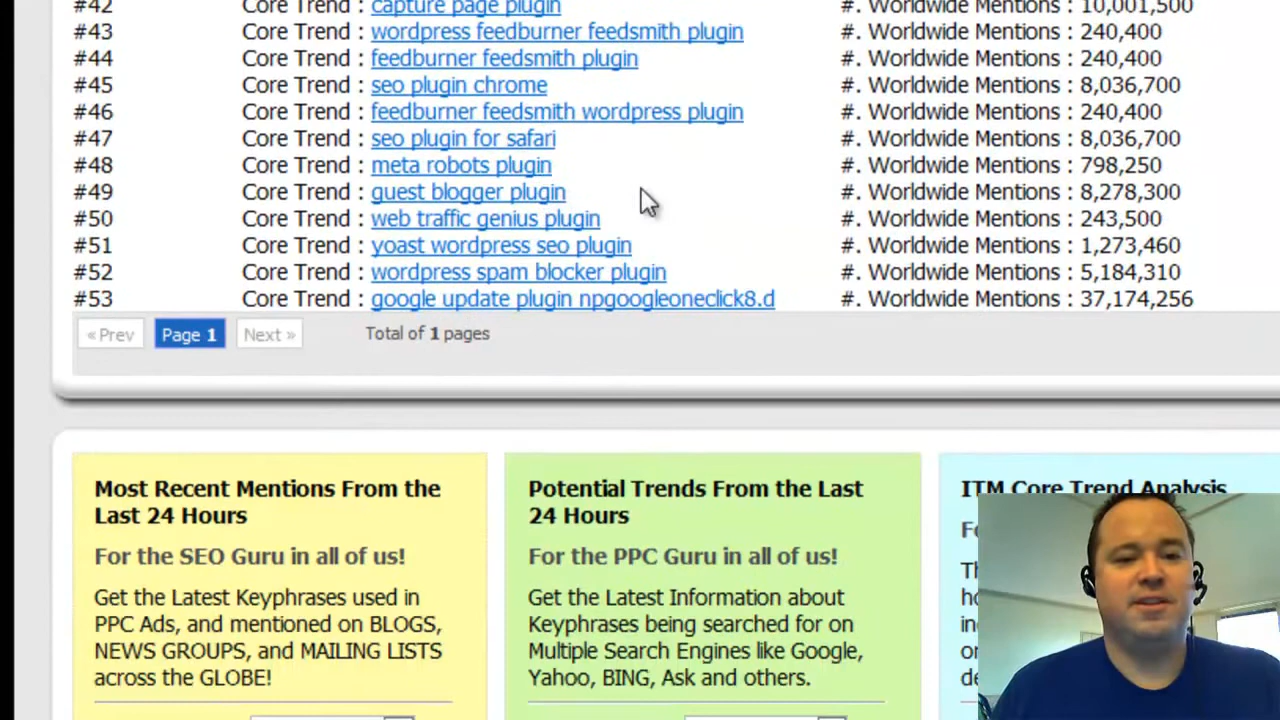 #42 Core Trend : capture page plugin #. Worldwide Mentions : 10,001,500
#43 Core Trend : wordpress feedburner feedsmith plugin #. Worldwide Mentions : 240,400
#44 Core Trend : feedburner feedsmith plugin #. Worldwide Mentions : 240,400
#45 Core Trend : seo plugin chrome #. Worldwide Mentions : 8,036,700
#46 Core Trend : feedburner feedsmith wordpress plugin #. Worldwide Mentions : 240,400
#47 Core Trend : seo plugin for safari #. Worldwide Mentions : 8,036,700
#48 Core Trend : meta robots plugin #. Worldwide Mentions : 798,250
#49 Core Trend : guest blogger plugin #. Worldwide Mentions : 8,278,300
#50 Core Trend : web traffic genius plugin #. Worldwide Mentions : 243,500
#51 Core Trend : yoast wordpress seo plugin #. Worldwide Mentions : 1,273,460
#52 Core Trend : wordpress spam blocker plugin #. Worldwide Mentions : 5,184,310
#53 Core Trend : google update plugin npgoogleoneclick8.d #. Worldwide Mentions : 37,174,256
« Prev Page 1 Next » Total of 1 pages
Most Recent Mentions From the
Last 24 Hours
For the SEO Guru in all of us!
Get the Latest Keyphrases used in
PPC Ads, and mentioned on BLOGS,
NEWS GROUPS, and MAILING LISTS
across the GLOBE!
Potential Trends From the Last
24 Hours
For the PPC Guru in all of us!
Get the Latest Information about
Keyphrases being searched for on
Multiple Search Engines like Google,
Yahoo, BING, Ask and others.
ITM Core Trend Analysis